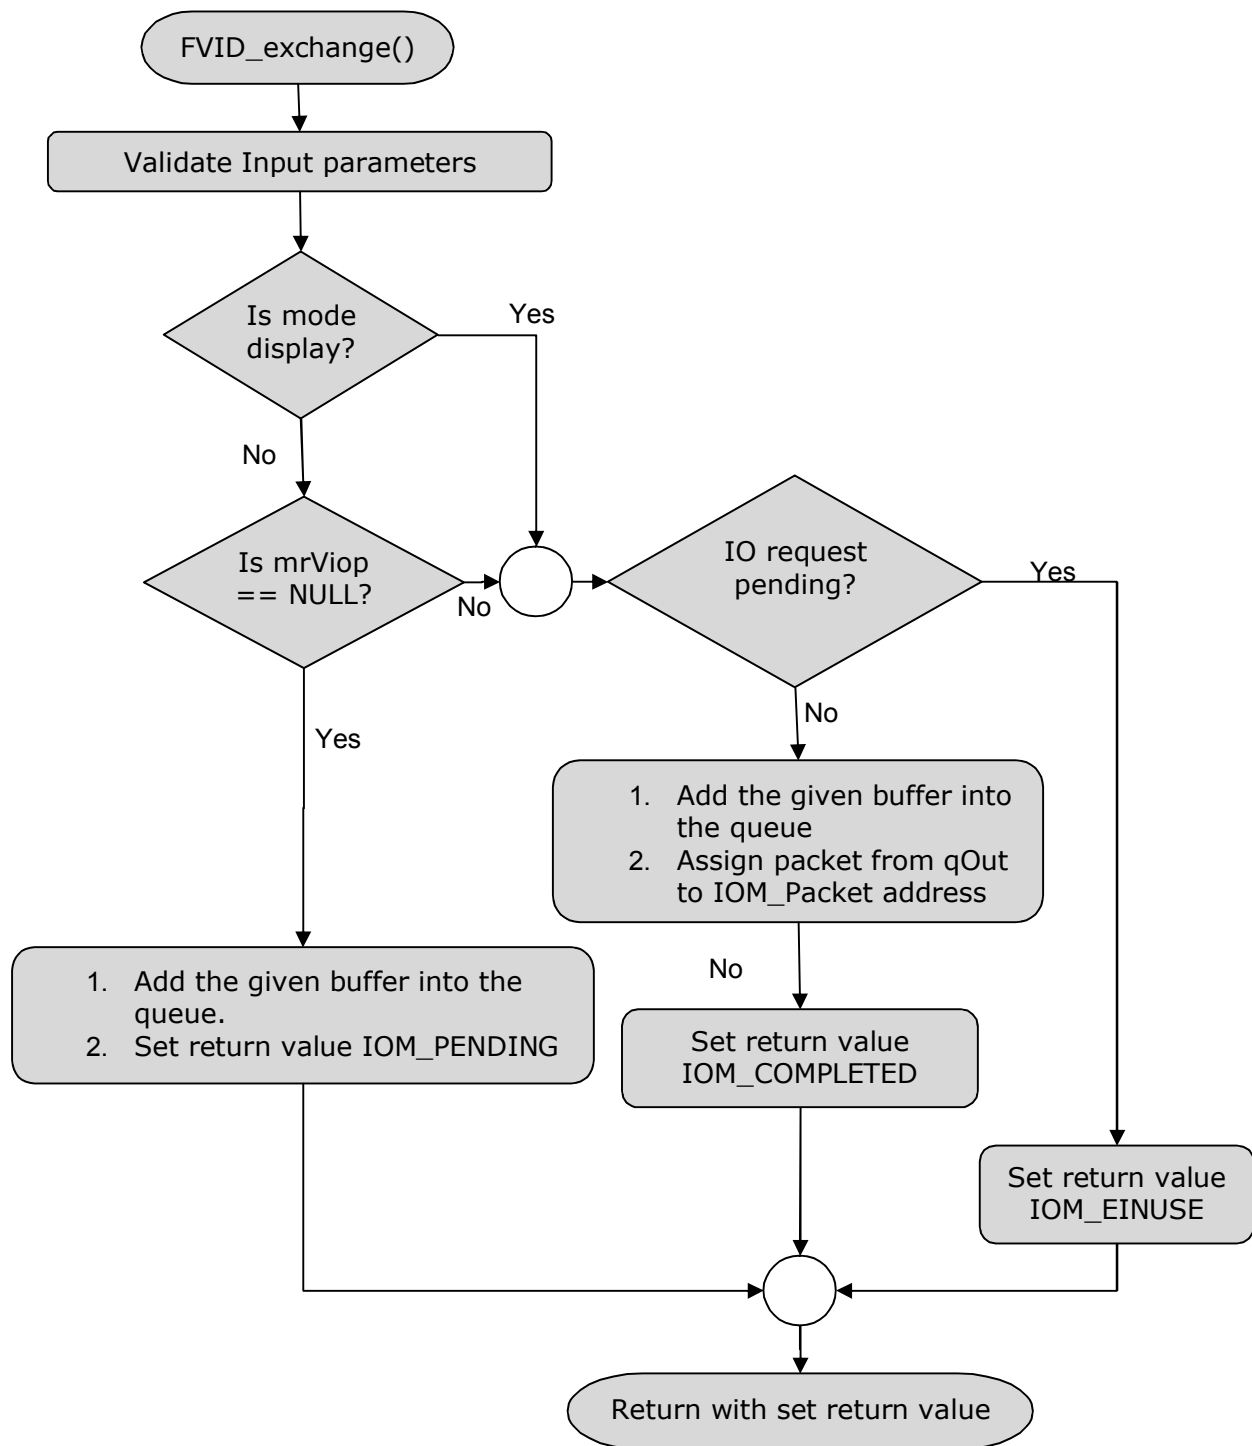 FVID_exchange()
Validate Input parameters
Is mode
display?
Yes
No
Is mrViop
== NULL?
No
IO request
pending?
Yes
Yes
No
1. Add the given buffer into
the queue
2. Assign packet from qOut
to IOM_Packet address
1. Add the given buffer into the
queue.
2. Set return value IOM_PENDING
No
Set return value
IOM_COMPLETED
Set return value
IOM_EINUSE
Return with set return value